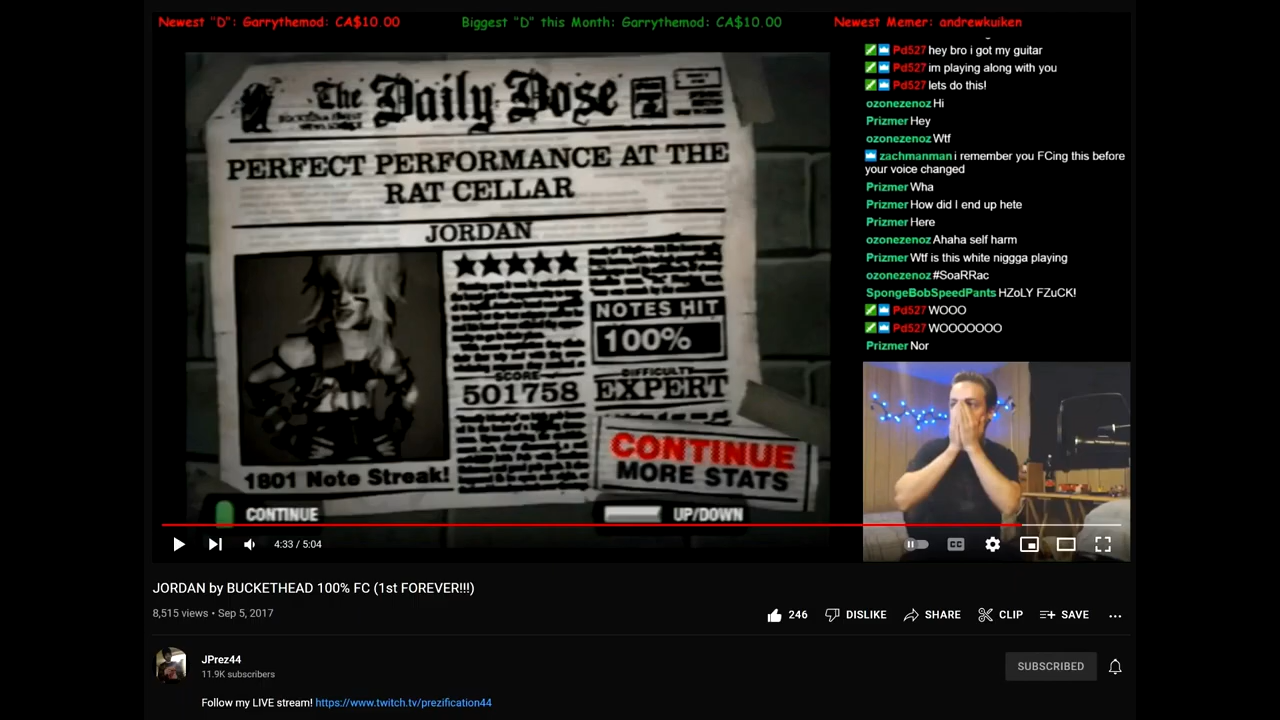 Newest "D": Garrythemod: CA$10.00
Biggest "D" this Month: Garrythemod: CA$10.00
Newest Memer: andrewkuiken
The Daily Dose
PERFECT PERFORMANCE AT THE
RAT CELLAR
JORDAN
NOTES HIT
100%
SCORE
501758
DIFFICULTY
EXPERT
1801 Note Streak!
CONTINUE
MORE STATS
CONTINUE
UP/DOWN
Pd527 hey bro i got my guitar
Pd527 im playing along with you
Pd527 lets do this!
ozonezenoz Hi
Prizmer Hey
ozonezenoz Wtf
zachmanman i remember you FCing this before
your voice changed
Prizmer Wha
Prizmer How did I end up hete
Prizmer Here
ozonezenoz Ahaha self harm
Prizmer Wtf is this white niggga playing
ozonezenoz #SoaRRac
SpongeBobSpeedPants HZoLY FZuCK!
Pd527 WOOO
Pd527 WOOOOOOO
Prizmer Nor
4:33 / 5:04
CC
JORDAN by BUCKETHEAD 100% FC (1st FOREVER!!!)
8,515 views • Sep 5, 2017
246
DISLIKE
SHARE
CLIP
SAVE
JPrez44
11.9K subscribers
SUBSCRIBED
Follow my LIVE stream! https://www.twitch.tv/prezification44